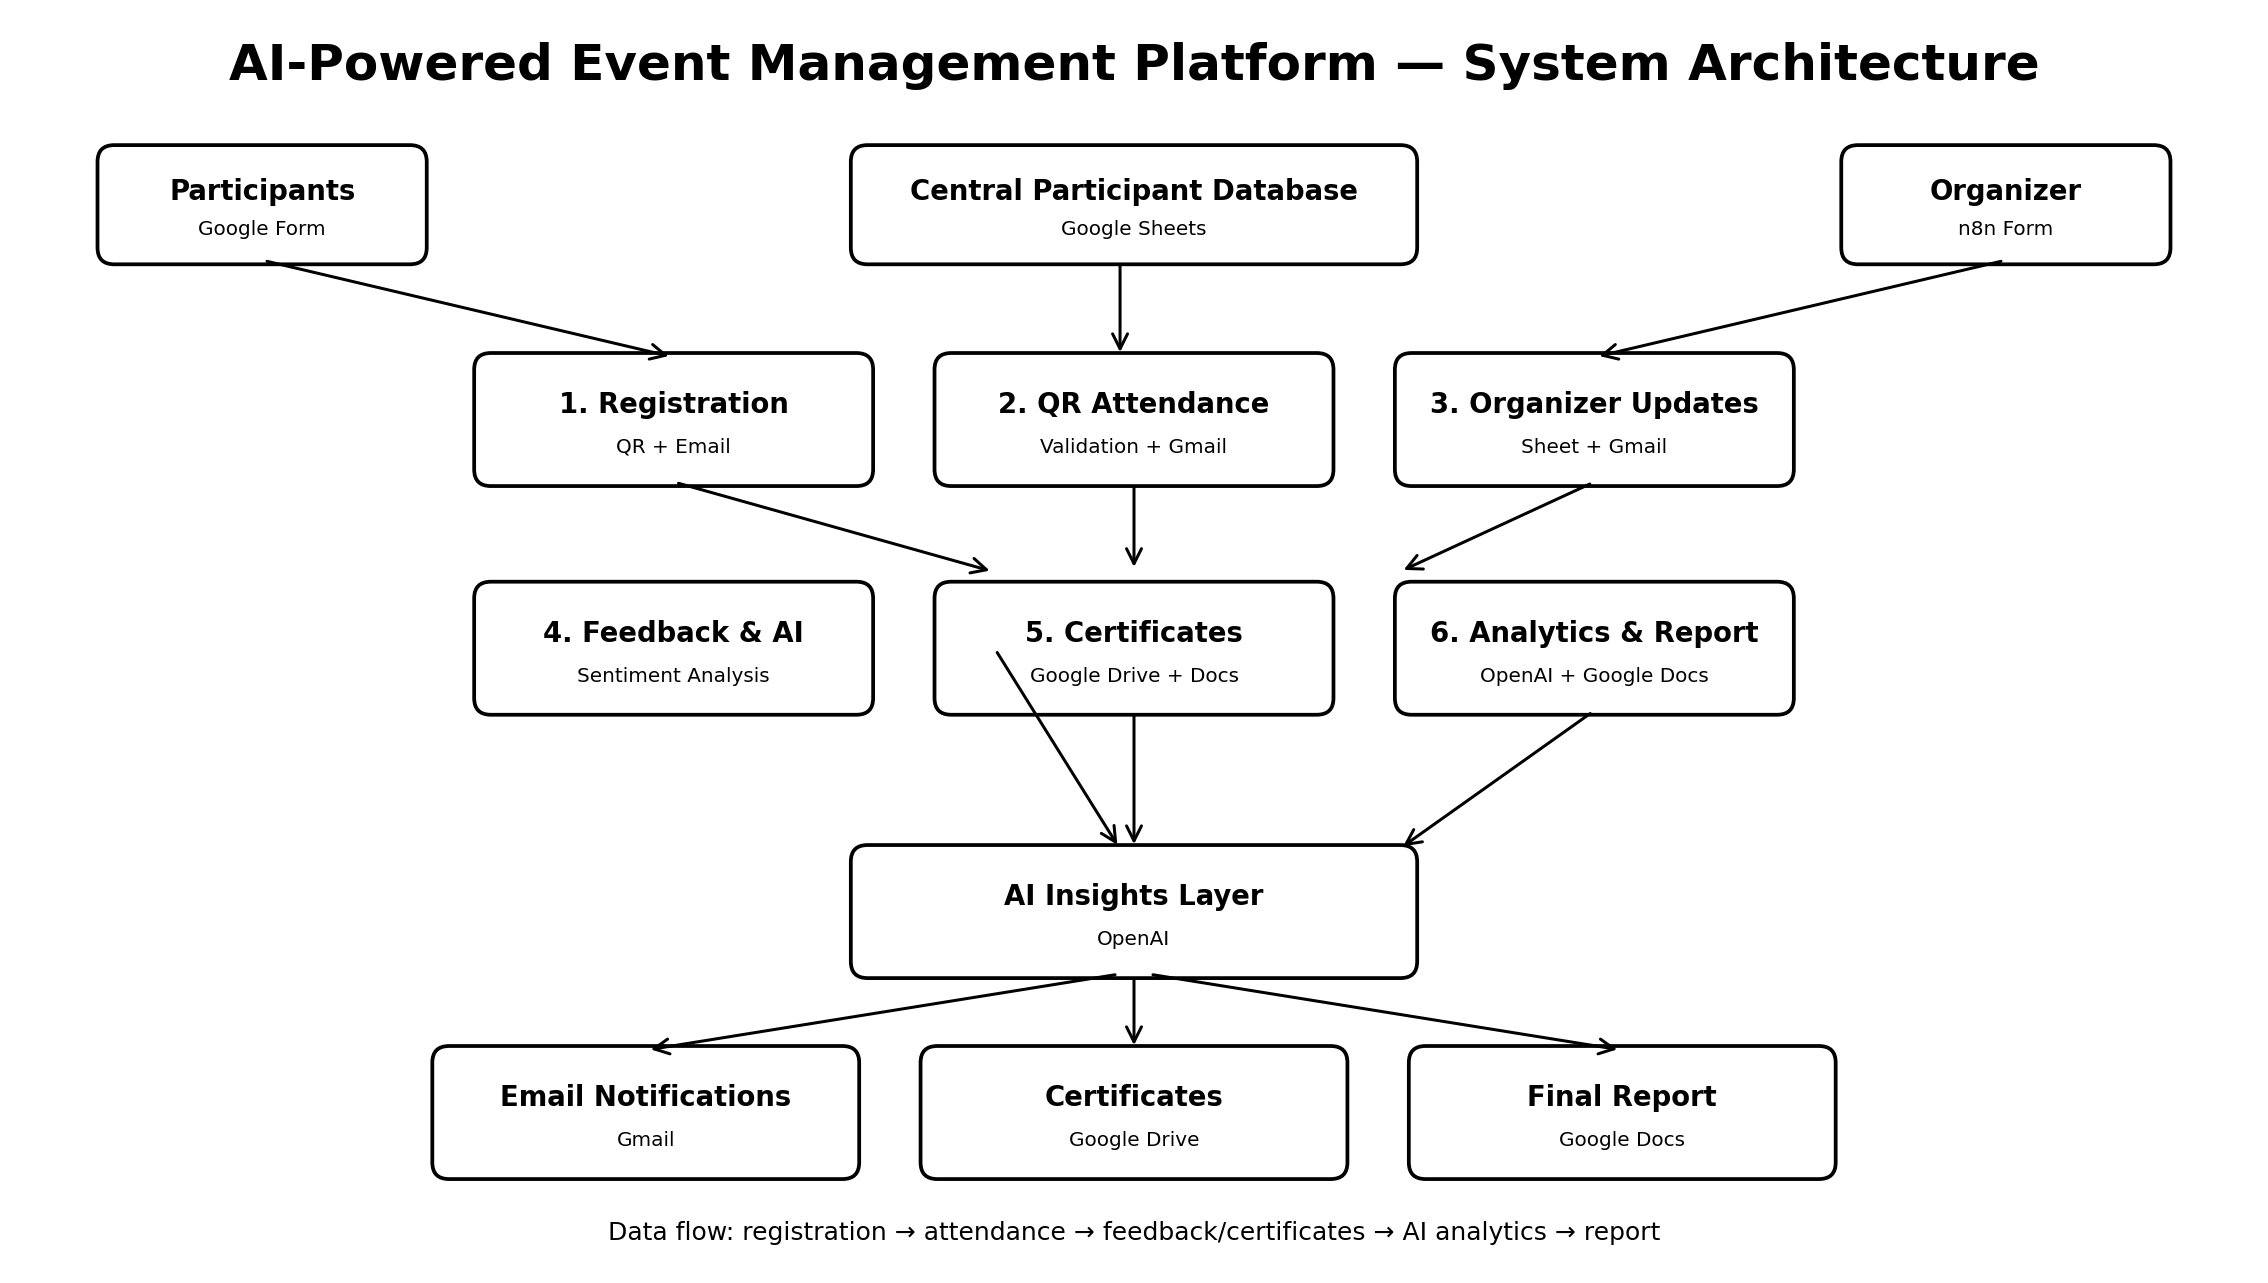 AI-Powered Event Management Platform — System Architecture
Participants
Google Form
Central Participant Database
Google Sheets
Organizer
n8n Form
1. Registration
QR + Email
2. QR Attendance
Validation + Gmail
3. Organizer Updates
Sheet + Gmail
4. Feedback & AI
Sentiment Analysis
5. Certificates
Google Drive + Docs
6. Analytics & Report
OpenAI + Google Docs
AI Insights Layer
OpenAI
Email Notifications
Gmail
Certificates
Google Drive
Final Report
Google Docs
Data flow: registration → attendance → feedback/certificates → AI analytics → report